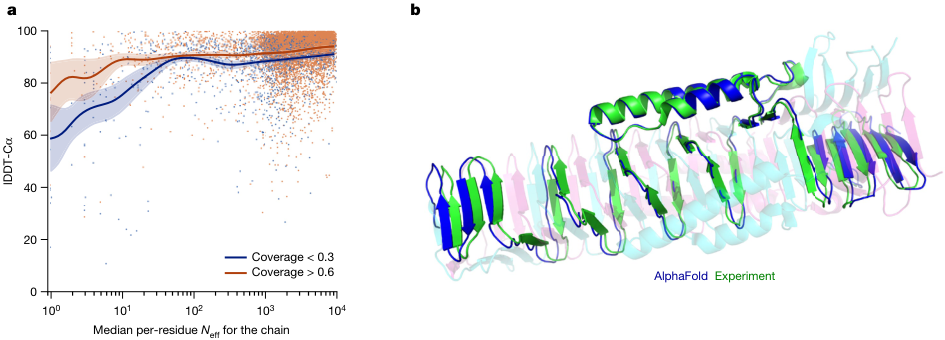 a
100
80
60
40
20
0
lDDT-Cα
Coverage < 0.3
Coverage > 0.6
10⁰ 10¹ 10² 10³ 10⁴
Median per-residue Neff for the chain
b
AlphaFold Experiment